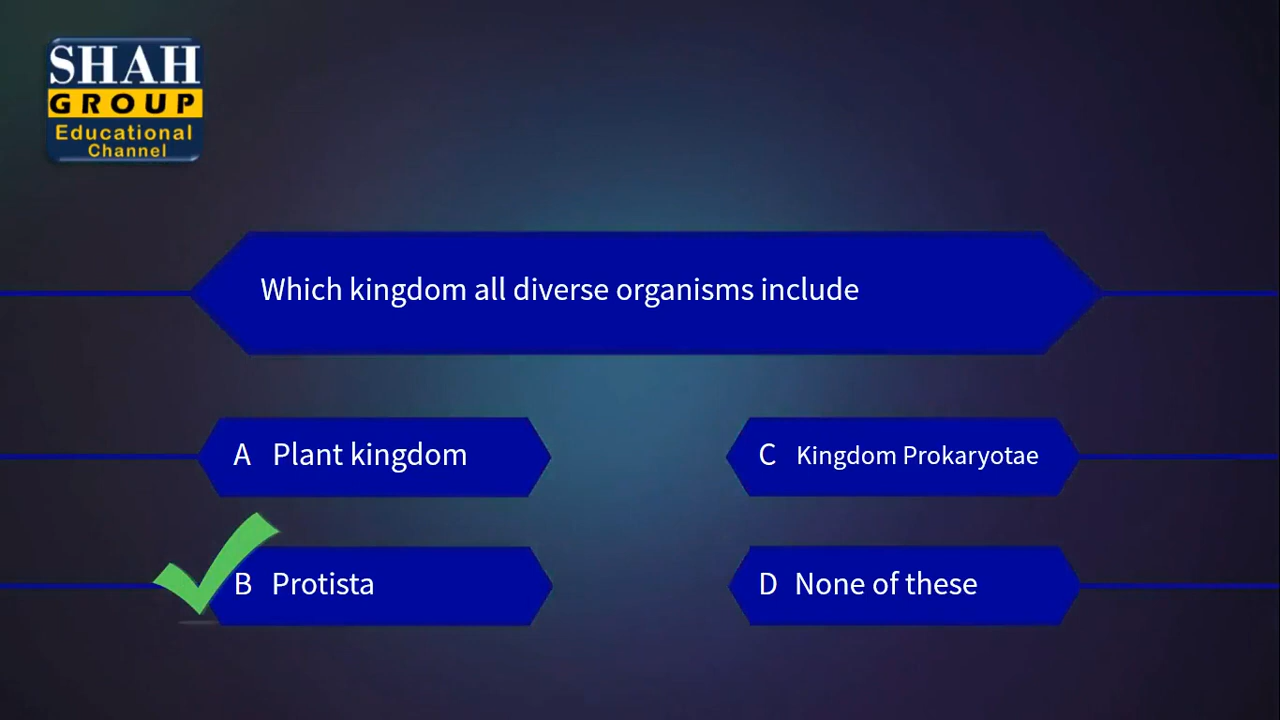 SHAH
GROUP
Educational
Channel
Which kingdom all diverse organisms include
A Plant kingdom
C Kingdom Prokaryotae
B Protista
D None of these